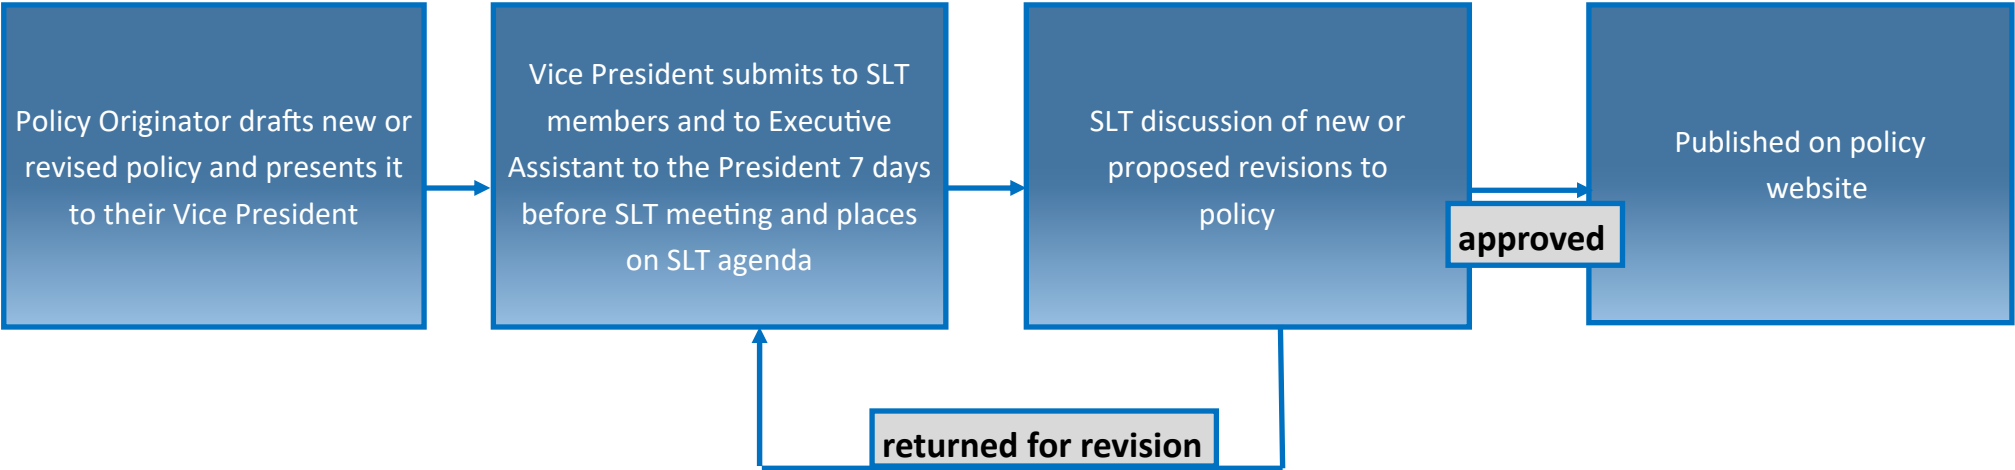 Policy Originator drafts new or
revised policy and presents it
to their Vice President
Vice President submits to SLT
members and to Executive
Assistant to the President 7 days
before SLT meeting and places
on SLT agenda
SLT discussion of new or
proposed revisions to
policy
approved
Published on policy
website
returned for revision